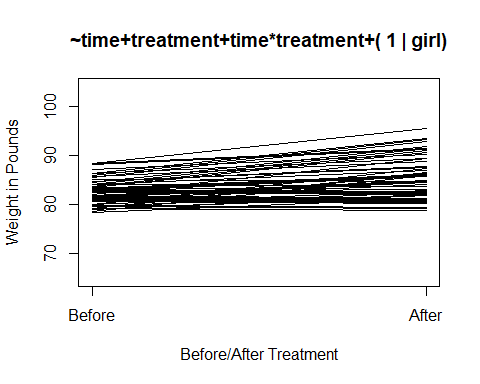 ~time+treatment+time*treatment+( 1 | girl)
Weight in Pounds
100
90
80
70
Before
After
Before/After Treatment